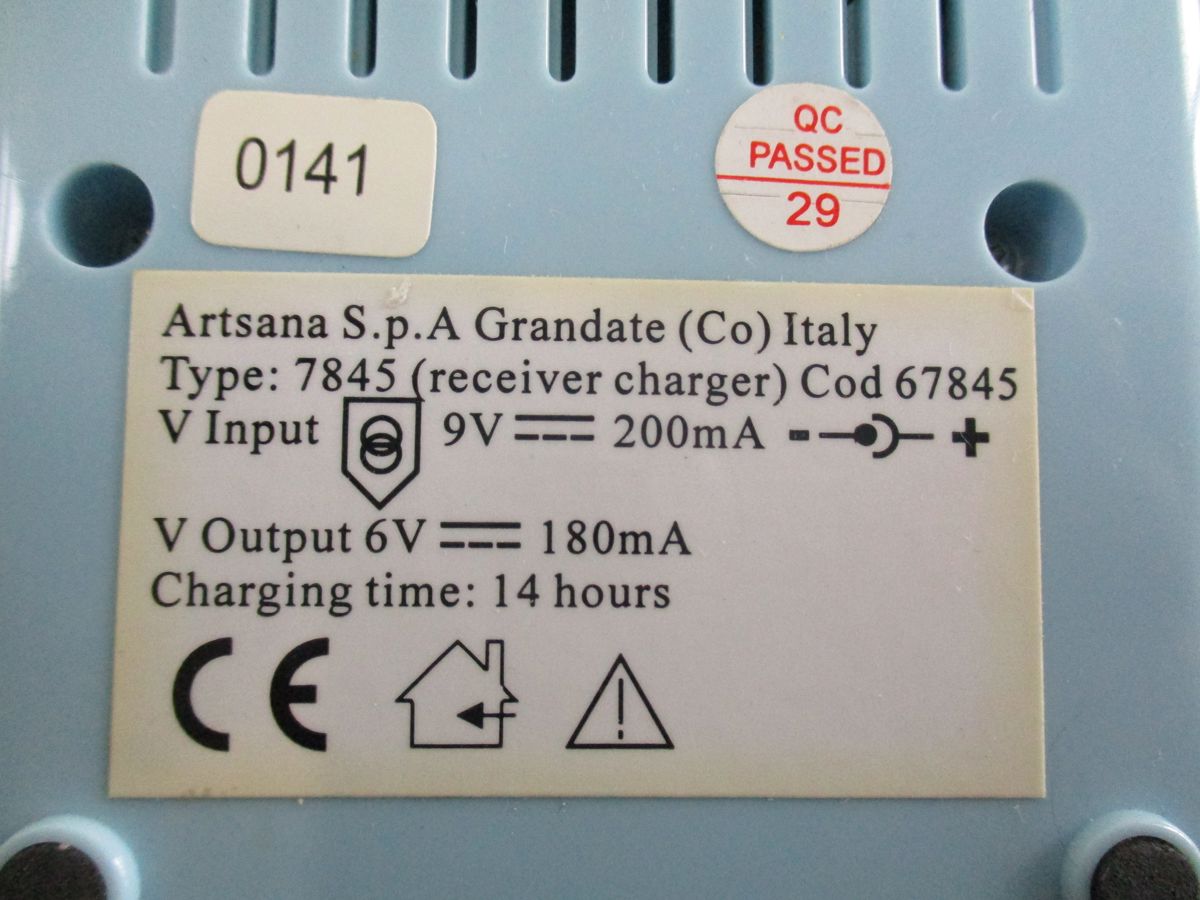 0141
QC
PASSED
29
Artsana S.p.A Grandate (Co) Italy
Type: 7845 (receiver charger) Cod 67845
V Input 9V ⎓ 200mA - +
V Output 6V ⎓ 180mA
Charging time: 14 hours
CE